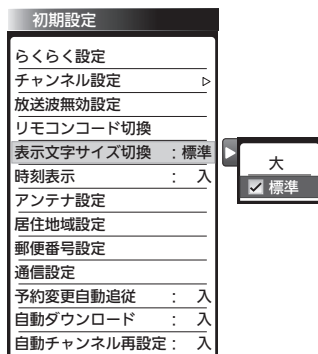 初期設定
らくらく設定
チャンネル設定
放送波無効設定
リモコンコード切換
表示文字サイズ切換 : 標準
大
標準
時刻表示 : 入
アンテナ設定
居住地域設定
郵便番号設定
通信設定
予約変更自動追従 : 入
自動ダウンロード : 入
自動チャンネル再設定 : 入